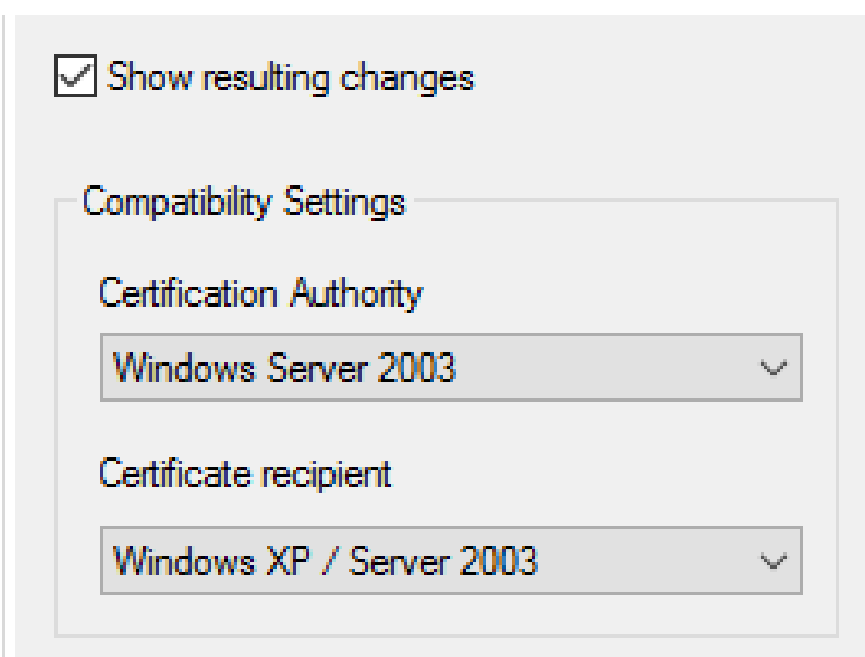 Show resulting changes
Compatibility Settings
Certification Authority
Windows Server 2003
Certificate recipient
Windows XP / Server 2003